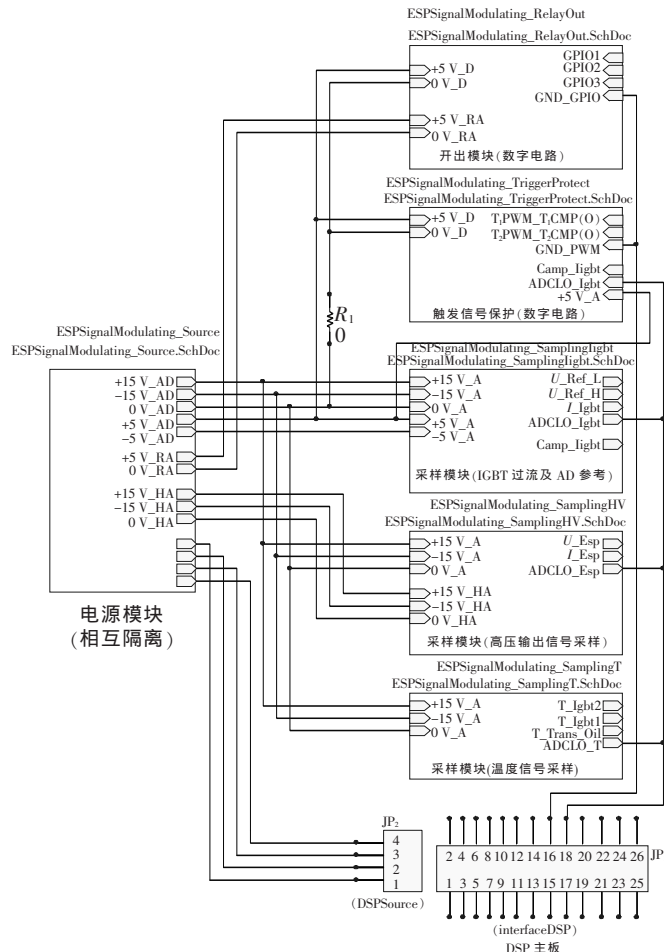 ESPSignalModulating_RelayOut
ESPSignalModulating_RelayOut.SchDoc
+5 V_D
0 V_D
+5 V_RA
0 V_RA
GPIO1
GPIO2
GPIO3
GND_GPIO
开出模块(数字电路)
ESPSignalModulating_TriggerProtect
ESPSignalModulating_TriggerProtect.SchDoc
+5 V_D
0 V_D
T₁PWM_T₁CMP(O)
T₂PWM_T₂CMP(O)
GND_PWM
Camp_Iigbt
ADCLO_Igbt
+5 V_A
触发信号保护(数字电路)
R₁
0
ESPSignalModulating_Source
ESPSignalModulating_Source.SchDoc
+15 V_AD
−15 V_AD
0 V_AD
+5 V_AD
−5 V_AD
+5 V_RA
0 V_RA
+15 V_HA
−15 V_HA
0 V_HA
电源模块
(相互隔离)
ESPSignalModulating_SamplingIigbt
ESPSignalModulating_SamplingIigbt.SchDoc
+15 V_A
−15 V_A
0 V_A
+5 V_A
−5 V_A
U_Ref_L
U_Ref_H
I_Igbt
ADCLO_Igbt
Camp_Iigbt
采样模块(IGBT 过流及 AD 参考)
ESPSignalModulating_SamplingHV
ESPSignalModulating_SamplingHV.SchDoc
+15 V_A
−15 V_A
0 V_A
+15 V_HA
−15 V_HA
0 V_HA
U_Esp
I_Esp
ADCLO_Esp
采样模块(高压输出信号采样)
ESPSignalModulating_SamplingT
ESPSignalModulating_SamplingT.SchDoc
+15 V_A
−15 V_A
0 V_A
T_Igbt2
T_Igbt1
T_Trans_Oil
ADCLO_T
采样模块(温度信号采样)
JP₂
4
3
2
1
(DSPSource)
JP
2 4 6 8 10 12 14 16 18 20 22 24 26
1 3 5 7 9 11 13 15 17 19 21 23 25
(interfaceDSP)
DSP 主板